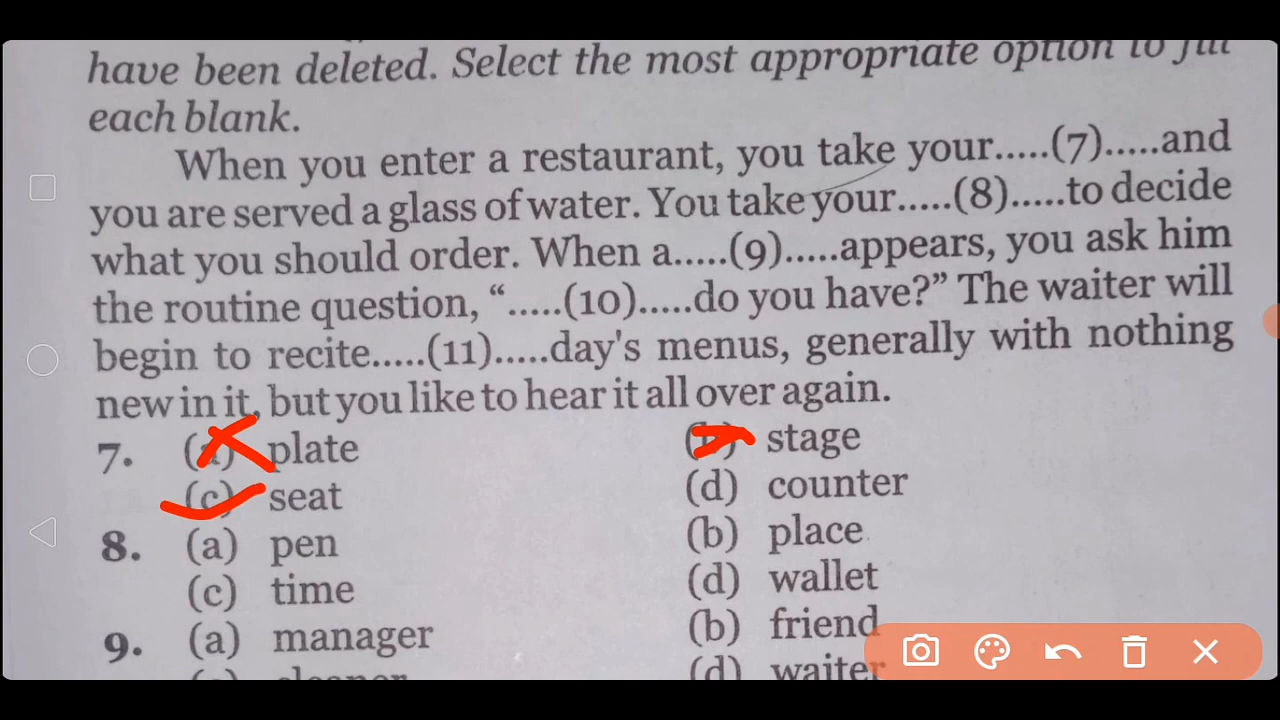 have been deleted. Select the most appropriate option to fill
each blank.
When you enter a restaurant, you take your.....(7).....and
you are served a glass of water. You take your.....(8).....to decide
what you should order. When a.....(9).....appears, you ask him
the routine question, “.....(10).....do you have?” The waiter will
begin to recite.....(11).....day's menus, generally with nothing
new in it, but you like to hear it all over again.
7. (a) plate (b) stage
(c) seat (d) counter
8. (a) pen (b) place
(c) time (d) wallet
9. (a) manager (b) friend
(c) cleaner (d) waiter